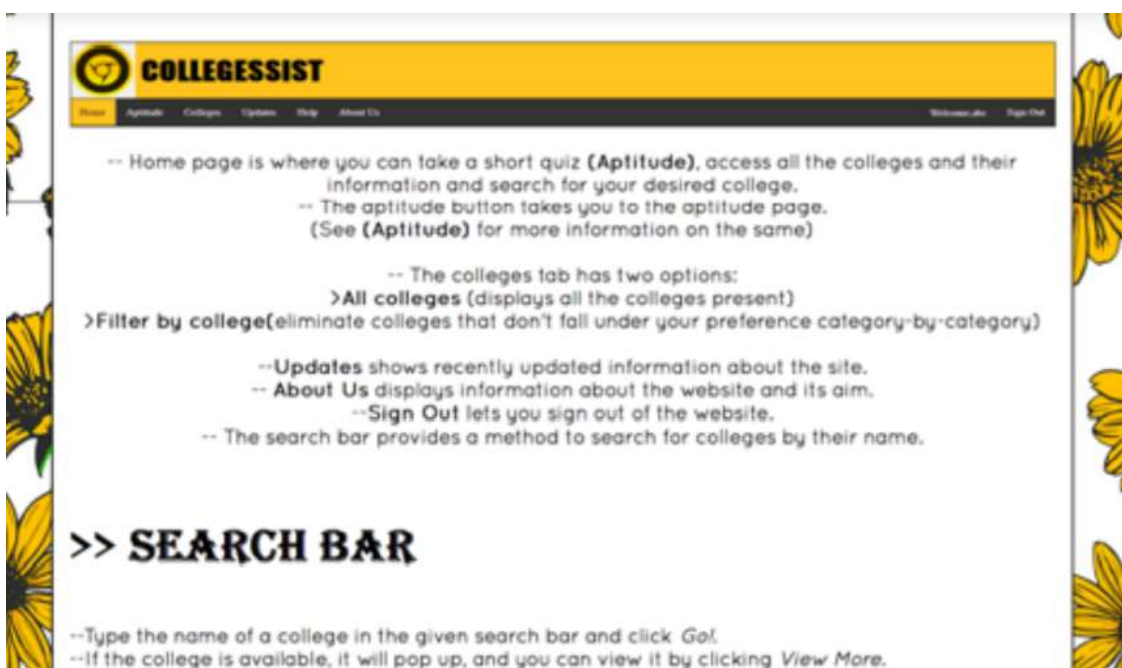 COLLEGESSIST
Home Aptitude Colleges Updates Help About Us Welcome,abc Sign Out
-- Home page is where you can take a short quiz (Aptitude), access all the colleges and their
information and search for your desired college.
-- The aptitude button takes you to the aptitude page.
(See (Aptitude) for more information on the same)
-- The colleges tab has two options:
>All colleges (displays all the colleges present)
>Filter by college(eliminate colleges that don't fall under your preference category-by-category)
--Updates shows recently updated information about the site.
-- About Us displays information about the website and its aim.
--Sign Out lets you sign out of the website.
-- The search bar provides a method to search for colleges by their name.
>> SEARCH BAR
--Type the name of a college in the given search bar and click Go!.
--If the college is available, it will pop up, and you can view it by clicking View More.